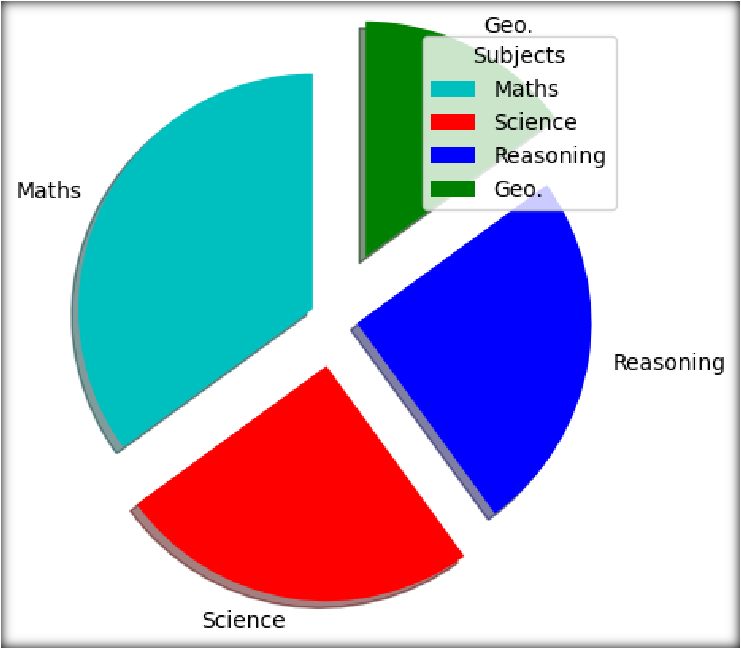 Geo.
Subjects
Maths
Science
Reasoning
Geo.
Maths
Reasoning
Science